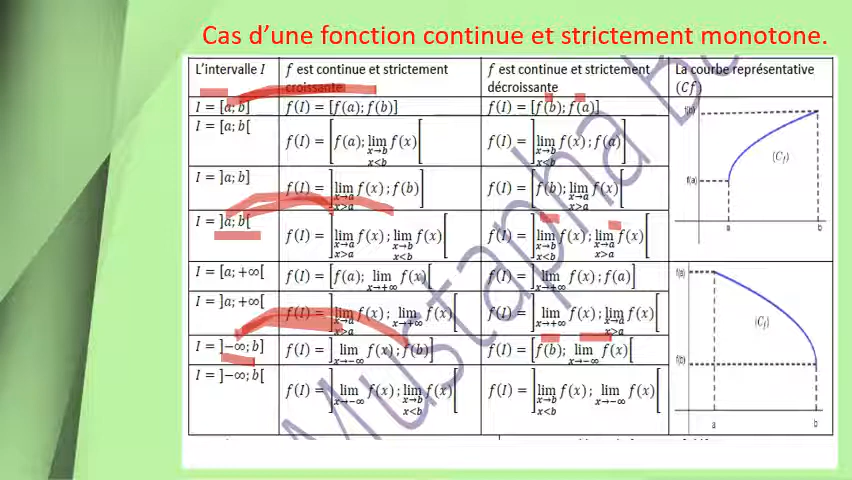 Cas d'une fonction continue et strictement monotone.
L'intervalle I
f est continue et strictement
croissante
f est continue et strictement
décroissante
La courbe représentative
(Cf)
I = [a; b]
f(I) = [f(a); f(b)]
f(I) = [f(b); f(a)]
I = [a; b[
f(I) = [f(a); lim x→a x<b f(x)[
f(I) = ]lim x→b x<b f(x); f(a)]
I = ]a; b]
f(I) = ]lim x→a x>a f(x); f(b)]
f(I) = [f(b); lim x→a x>a f(x)[
I = ]a; b[
f(I) = ]lim x→a x>a f(x); lim x→b x<b f(x)[
f(I) = ]lim x→b x<b f(x); lim x→a x>a f(x)[
I = [a; +∞[
f(I) = [f(a); lim x→+∞ f(x)[
f(I) = ]lim x→+∞ f(x); f(a)]
I = ]a; +∞[
f(I) = ]lim x→a x>a f(x); lim x→+∞ f(x)[
f(I) = ]lim x→+∞ f(x); lim x→a x>a f(x)[
I = ]−∞; b]
f(I) = ]lim x→−∞ f(x); f(b)]
f(I) = [f(b); lim x→−∞ f(x)[
I = ]−∞; b[
f(I) = ]lim x→−∞ f(x); lim x→b x<b f(x)[
f(I) = ]lim x→b x<b f(x); lim x→−∞ f(x)[
f(b)
(Cf)
f(a)
a
b
f(a)
(Cf)
f(b)
a
b
Mustapha